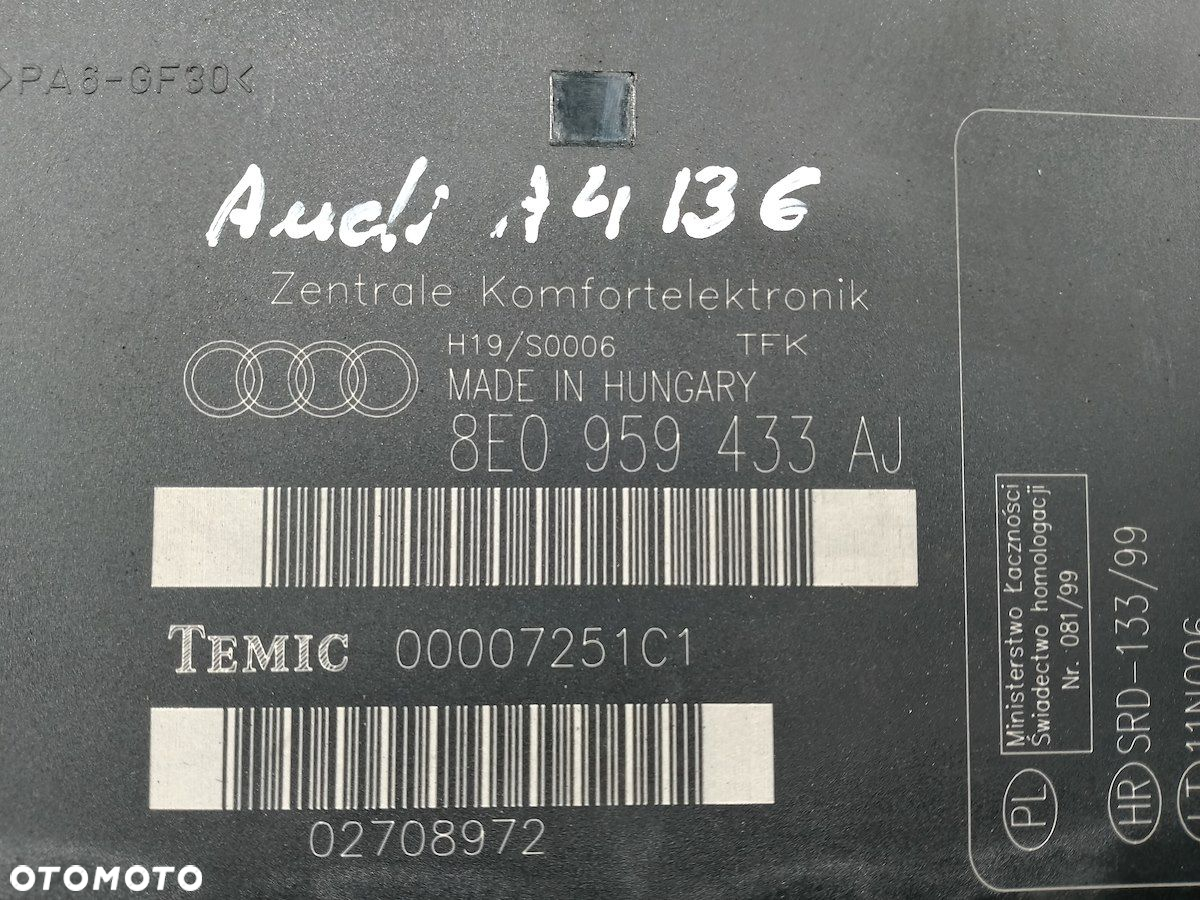 >PA6-GF30<
Audi A4 B6
Zentrale Komfortelektronik
H19/S0006 TFK
MADE IN HUNGARY
8E0 959 433 AJ
TEMIC 00007251C1
02708972
PL
Ministerstwo Łączności
Świadectwo homologacji
Nr. 081/99
HR SRD-133/99
OTOMOTO